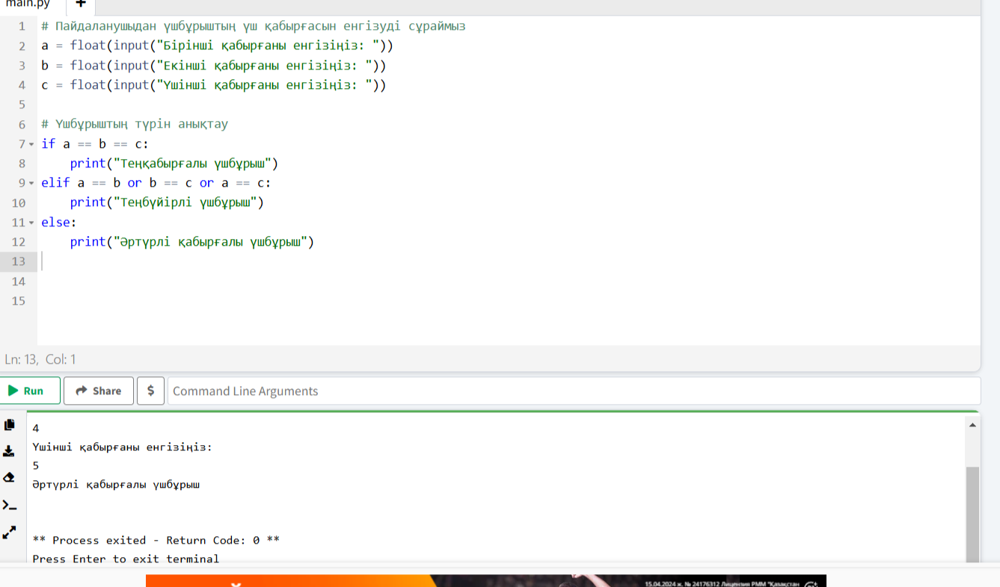 main.py +
1 # Пайдаланушыдан үшбұрыштың үш қабырғасын енгізуді сұраймыз
2 a = float(input("Бірінші қабырғаны енгізіңіз: "))
3 b = float(input("Екінші қабырғаны енгізіңіз: "))
4 c = float(input("Үшінші қабырғаны енгізіңіз: "))
5
6 # Үшбұрыштың түрін анықтау
7 if a == b == c:
8     print("Теңқабырғалы үшбұрыш")
9 elif a == b or b == c or a == c:
10     print("Теңбүйірлі үшбұрыш")
11 else:
12     print("Әртүрлі қабырғалы үшбұрыш")
13
14
15
Ln: 13, Col: 1
Run Share $ Command Line Arguments
4
Үшінші қабырғаны енгізіңіз:
5
Әртүрлі қабырғалы үшбұрыш
** Process exited - Return Code: 0 **
Press Enter to exit terminal
15.04.2024 ж. № 24176312 Лицензия РММ "Қазақстан